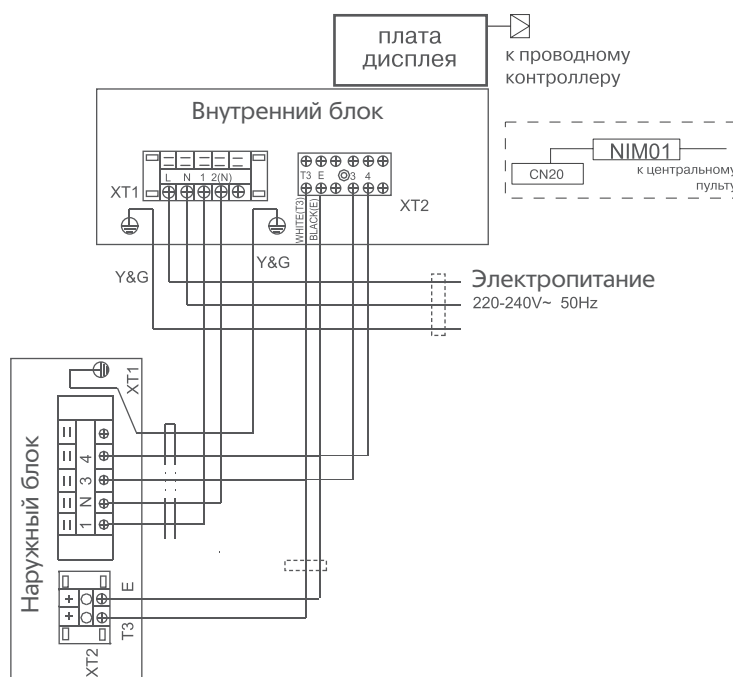 плата
дисплея
к проводному
контроллеру
Внутренний блок
NIM01
CN20
к центральному
пульту
L N 1 2(N)
XT1
T3 E 3 4
XT2
WHITE(T3)
BLACK(E)
Y&G
Y&G
Электропитание
220-240V~ 50Hz
XT1
Наружный блок
4
3
N
1
E
T3
XT2